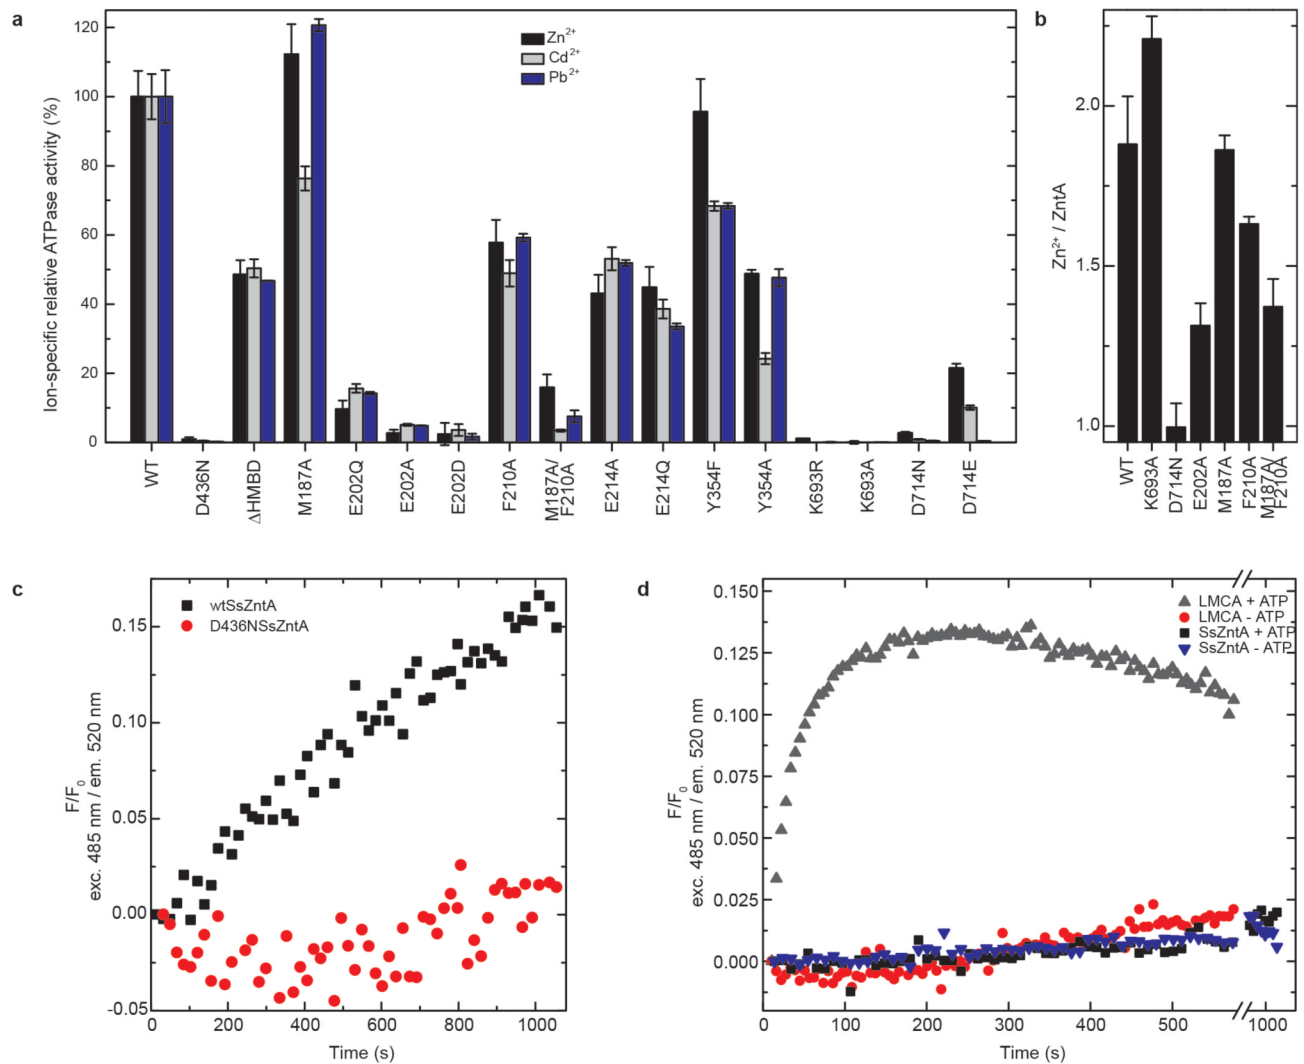 a
Ion-specific relative ATPase activity (%)
120
100
80
60
40
20
0
Zn2+
Cd2+
Pb2+
WT
D436N
ΔHMBD
M187A
E202Q
E202A
E202D
F210A
M187A/
F210A
E214A
E214Q
Y354F
Y354A
K693R
K693A
D714N
D714E
b
Zn2+ / ZntA
2.0
1.5
1.0
WT
K693A
D714N
E202A
M187A
F210A
M187A/
F210A
c
F/F0
exc. 485 nm / em. 520 nm
0.15
0.10
0.05
0.00
-0.05
wtSsZntA
D436NSsZntA
0 200 400 600 800 1000
Time (s)
d
F/F0
exc. 485 nm / em. 520 nm
0.150
0.125
0.100
0.075
0.050
0.025
0.000
LMCA + ATP
LMCA - ATP
SsZntA + ATP
SsZntA - ATP
0 100 200 300 400 500 1000
Time (s)